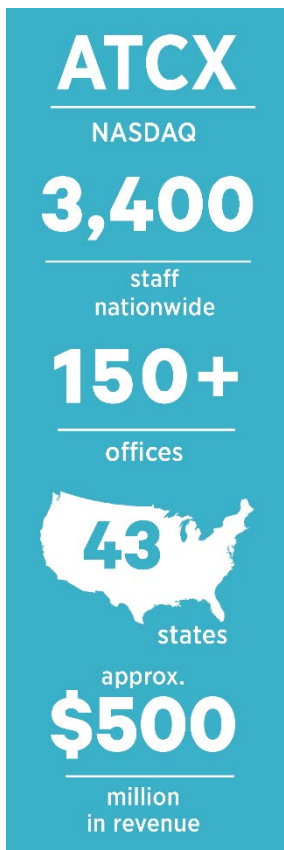 ATCX
NASDAQ
3,400
staff
nationwide
150+
offices
43
states
approx.
$500
million
in revenue